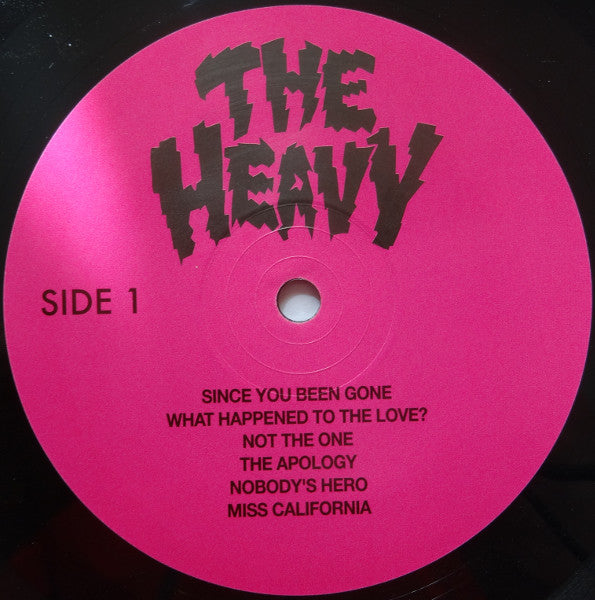 THE
HEAVY
SIDE 1
SINCE YOU BEEN GONE
WHAT HAPPENED TO THE LOVE?
NOT THE ONE
THE APOLOGY
NOBODY'S HERO
MISS CALIFORNIA